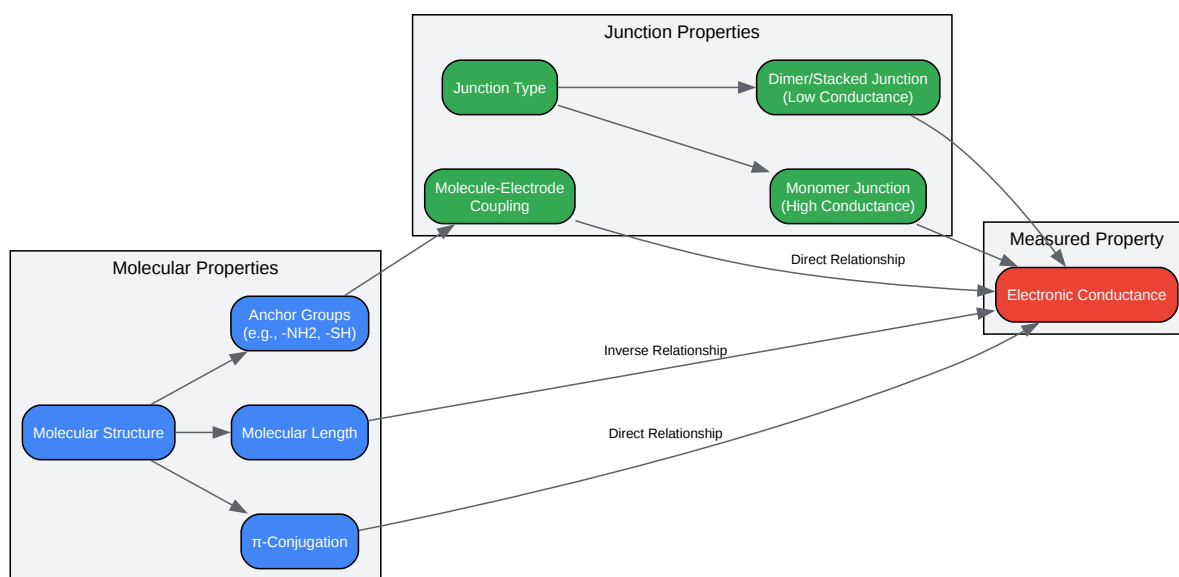 Junction Properties
Junction Type
Dimer/Stacked Junction
(Low Conductance)
Molecule-Electrode
Coupling
Monomer Junction
(High Conductance)
Measured Property
Direct Relationship
Electronic Conductance
Molecular Properties
Anchor Groups
(e.g., -NH2, -SH)
Inverse Relationship
Molecular Structure
Molecular Length
Direct Relationship
π-Conjugation